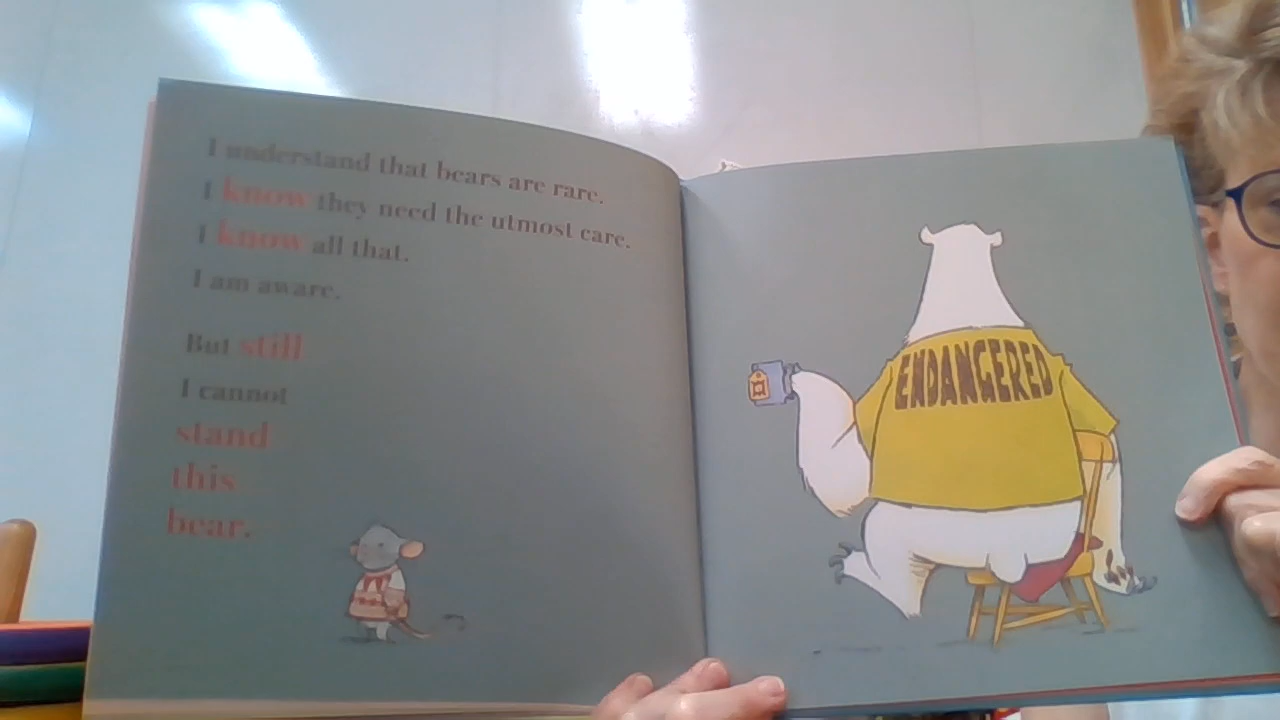 I understand that bears are rare.
I know they need the utmost care.
I know all that.
I am aware.
But still
I cannot
stand
this
bear.
ENDANGERED